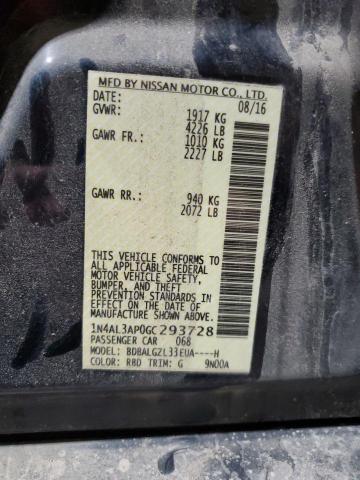 MFD BY NISSAN MOTOR CO., LTD.
DATE: 08/16
GVWR: 1917 KG
4226 LB
GAWR FR.: 1010 KG
2227 LB
GAWR RR.: 940 KG
2072 LB
THIS VEHICLE CONFORMS TO
ALL APPLICABLE FEDERAL
MOTOR VEHICLE SAFETY,
BUMPER, AND THEFT
PREVENTION STANDARDS IN
EFFECT ON THE DATE OF
MANUFACTURE SHOWN ABOVE.
1N4AL3AP0GC293728
PASSENGER CAR 068
MODEL: BDBALGZL33EUA----H
COLOR: RBD TRIM: G 9N00A